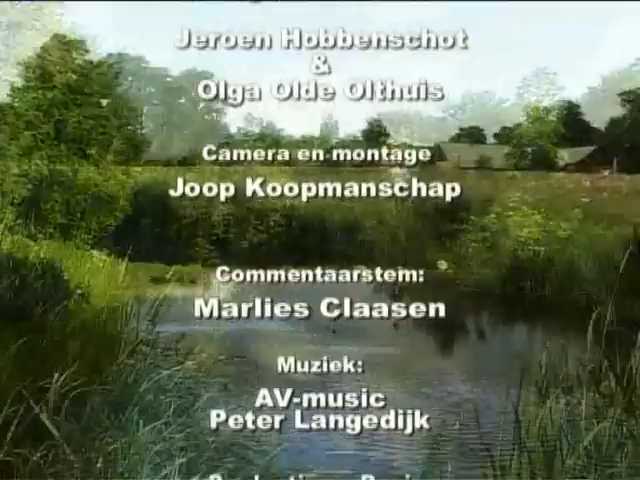 Jeroen Hobbenschot
&
Olga Olde Olthuis
Camera en montage
Joop Koopmanschap
Commentaarstem:
Marlies Claasen
Muziek:
AV-music
Peter Langedijk